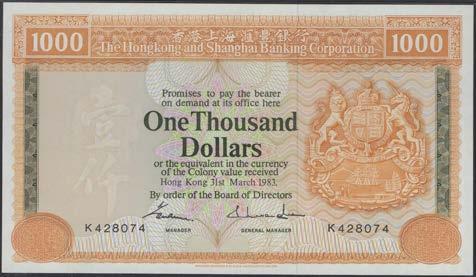 香港上海滙豐銀行
1000 The Hongkong and Shanghai Banking Corporation 1000
Promises to pay the bearer
on demand at its office here
壹仟
One Thousand
Dollars
or the equivalent in the currency
of the Colony value received
Hong Kong 31st March 1983.
By order of the Board of Directors
K428074 MANAGER GENERAL MANAGER K428074